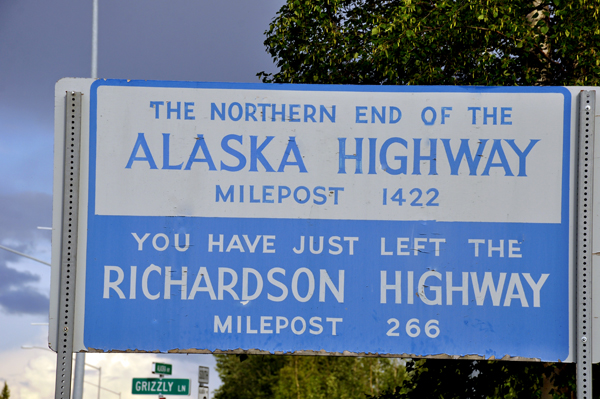 THE NORTHERN END OF THE
ALASKA HIGHWAY
MILEPOST 1422
YOU HAVE JUST LEFT THE
RICHARDSON HIGHWAY
MILEPOST 266
GRIZZLY LN